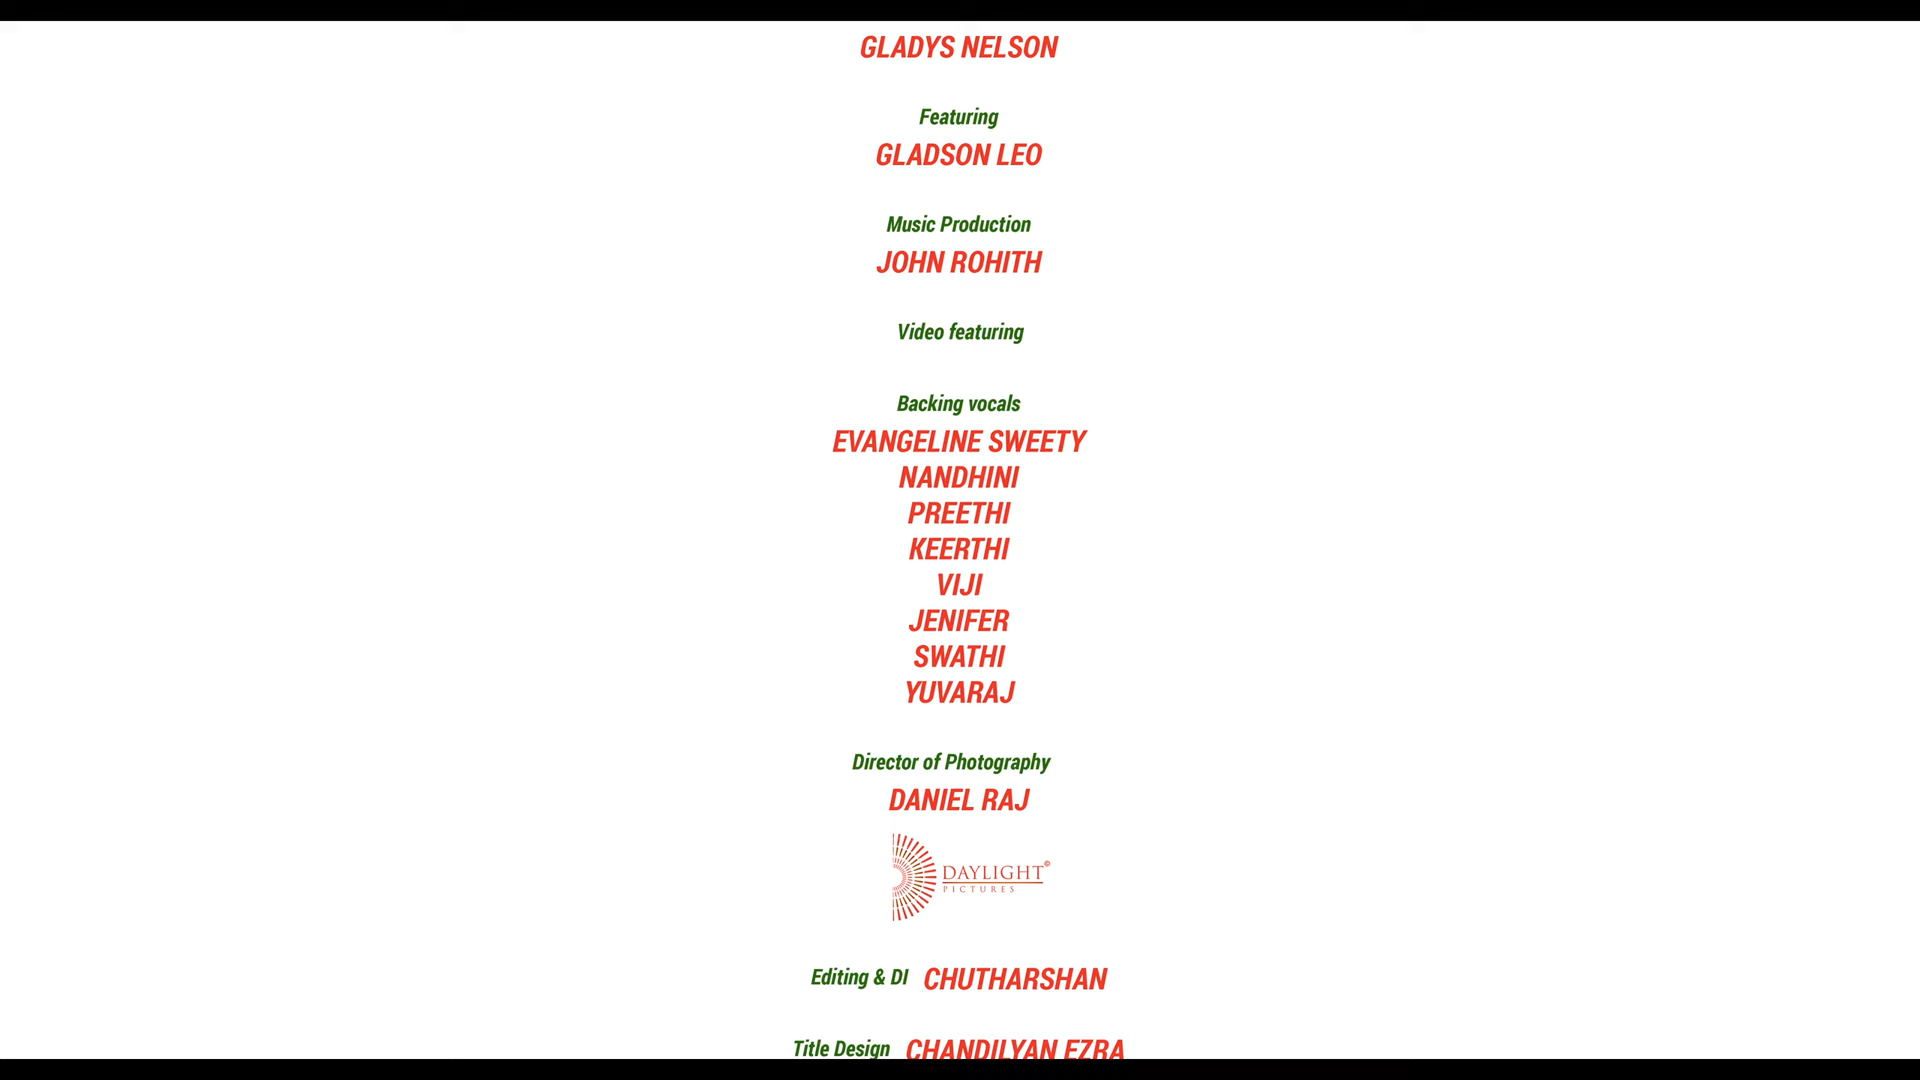 GLADYS NELSON
Featuring
GLADSON LEO
Music Production
JOHN ROHITH
Video featuring
Backing vocals
EVANGELINE SWEETY
NANDHINI
PREETHI
KEERTHI
VIJI
JENIFER
SWATHI
YUVARAJ
Director of Photography
DANIEL RAJ
DAYLIGHT©
PICTURES
Editing & DI CHUTHARSHAN
Title Design CHANDILYAN EZRA